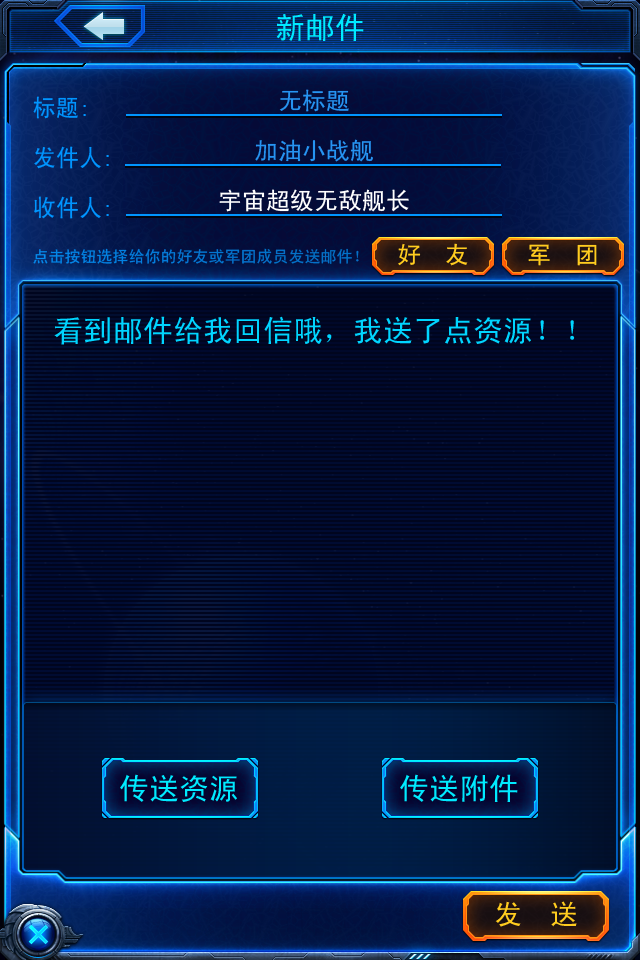 新邮件
标题: 无标题
发件人: 加油小战舰
收件人: 宇宙超级无敌舰长
点击按钮选择给你的好友或军团成员发送邮件!
好 友
军 团
看到邮件给我回信哦，我送了点资源！！
传送资源
传送附件
发 送